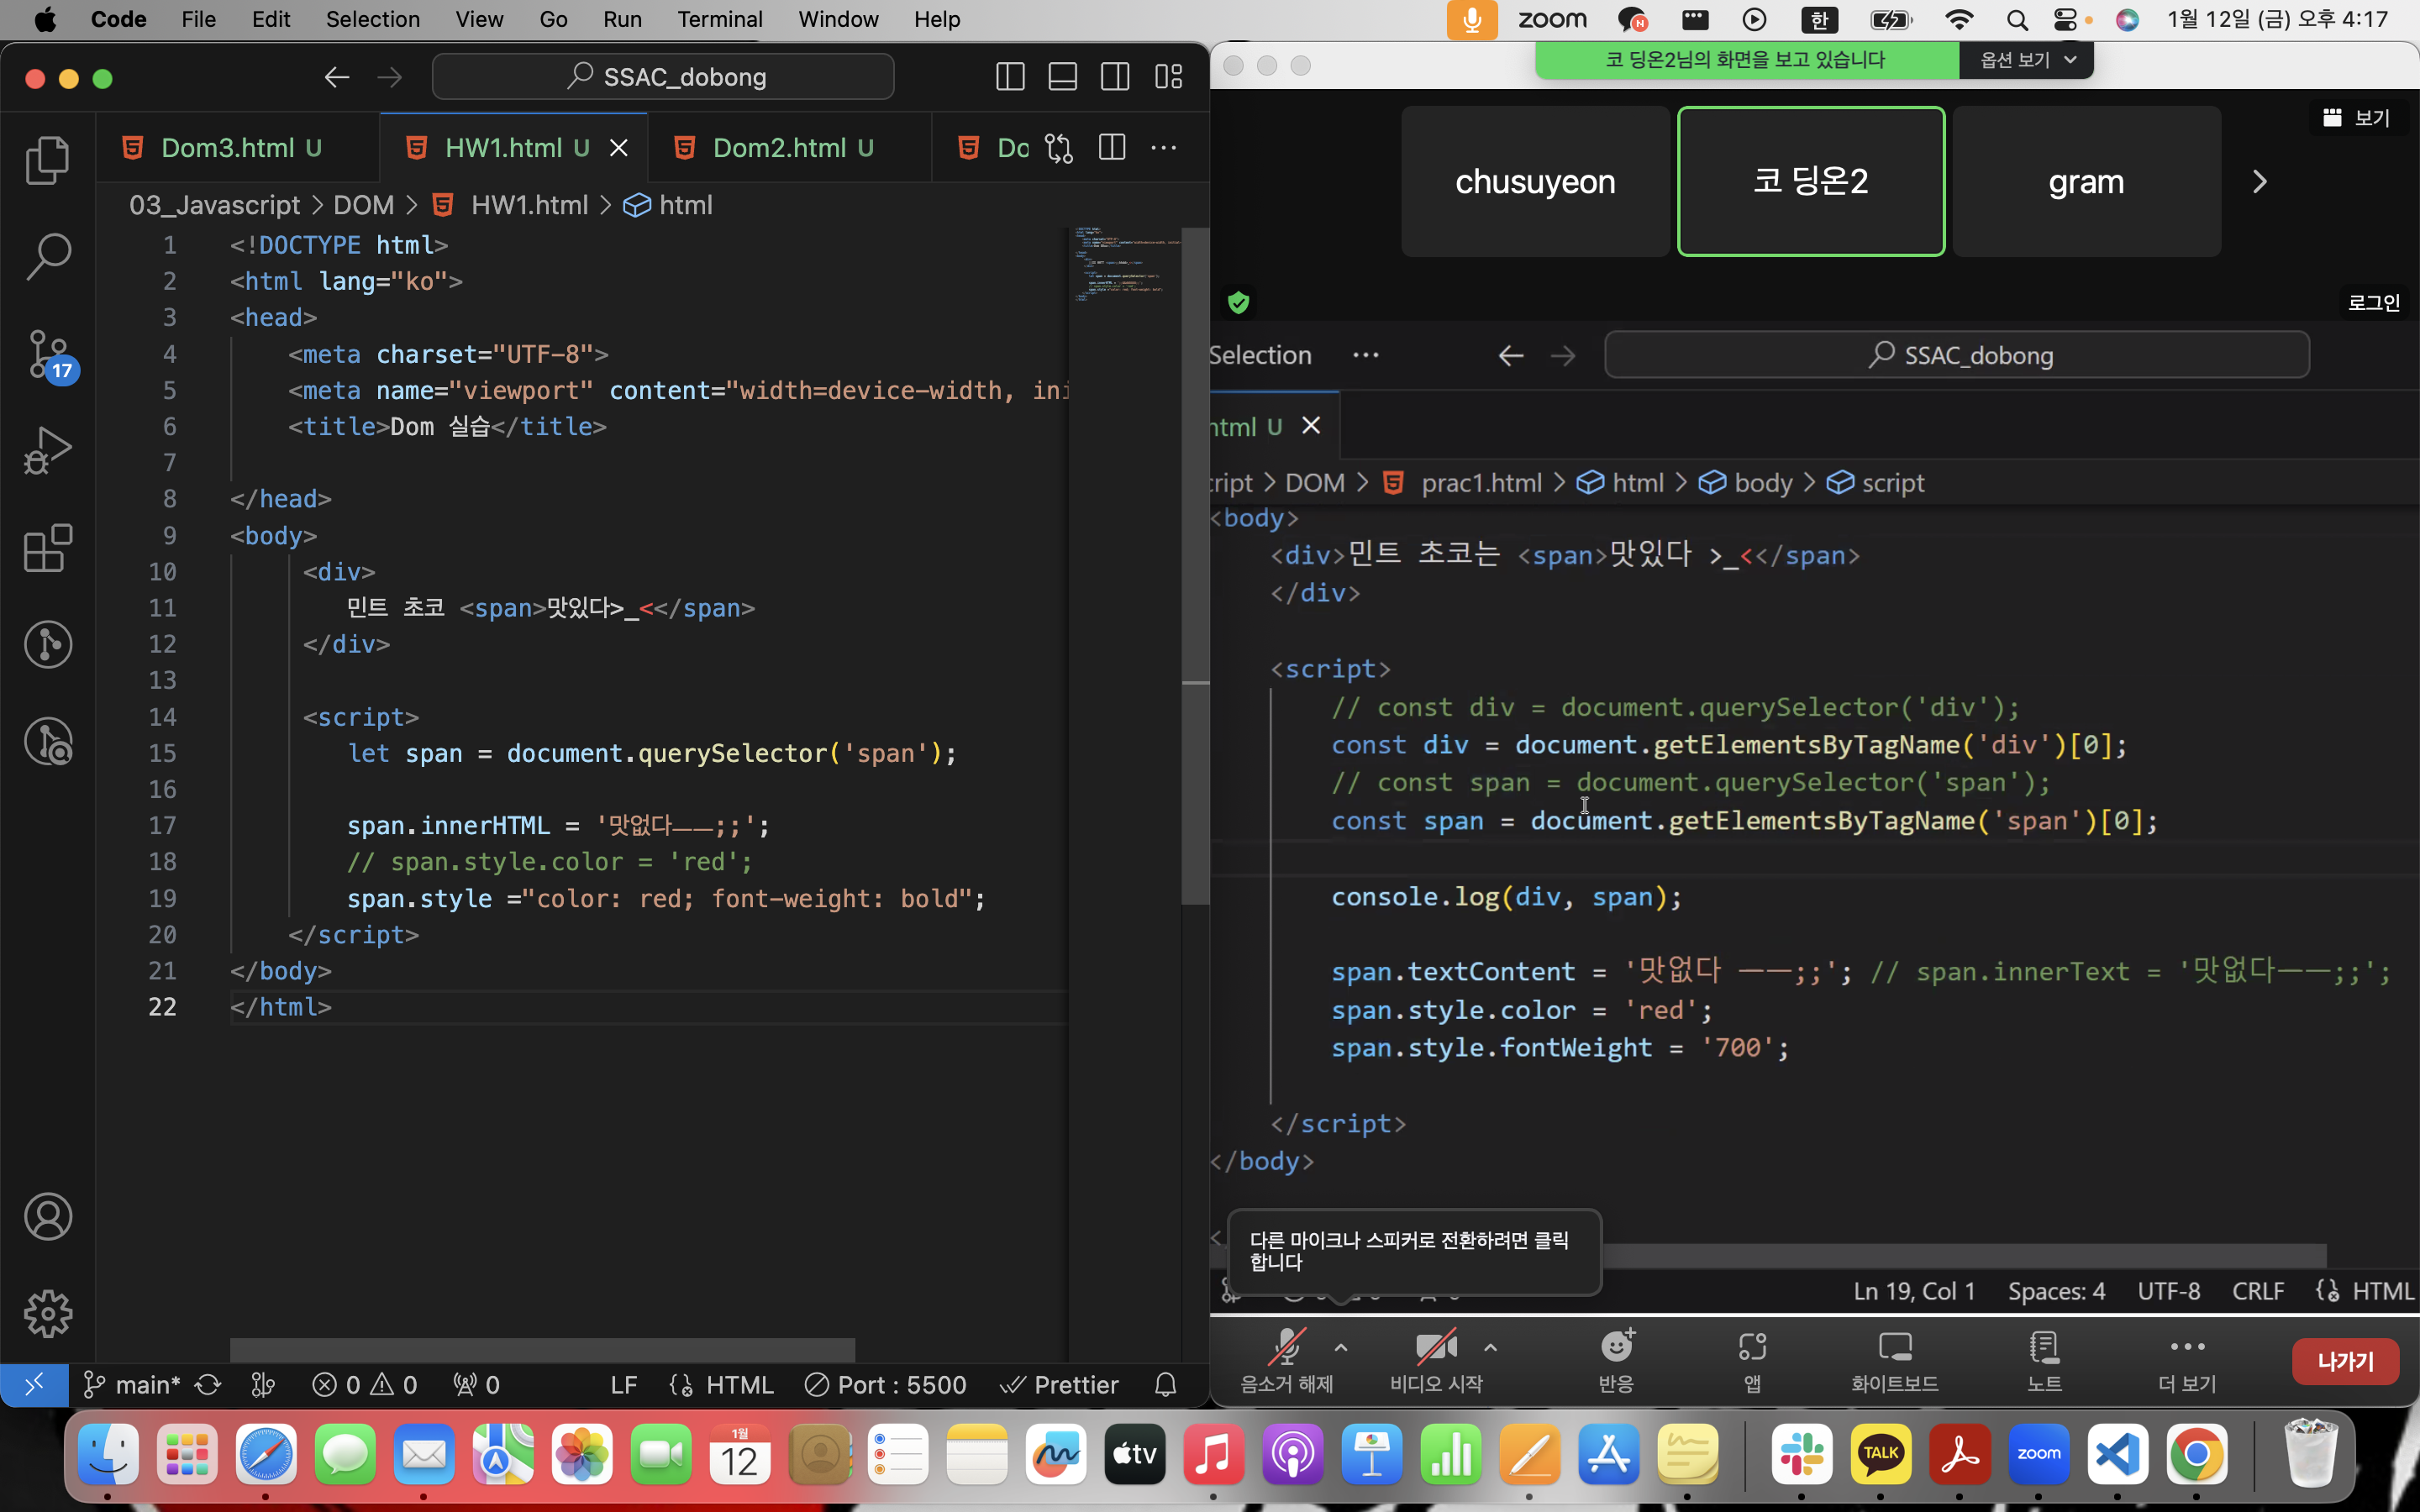 Code File Edit Selection View Go Run Terminal Window Help
zoom 한 1월 12일 (금) 오후 4:17
SSAC_dobong
Dom3.html U HW1.html U Dom2.html U Do
03_Javascript > DOM > HW1.html > html
17
1 <!DOCTYPE html>
2 <html lang="ko">
3 <head>
4 <meta charset="UTF-8">
5 <meta name="viewport" content="width=device-width, ini
6 <title>Dom 실습</title>
7
8 </head>
9 <body>
10 <div>
11 민트 초코 <span>맛있다>_<</span>
12 </div>
13
14 <script>
15 let span = document.querySelector('span');
16
17 span.innerHTML = '맛없다ㅡㅡ;;';
18 // span.style.color = 'red';
19 span.style ="color: red; font-weight: bold";
20 </script>
21 </body>
22 </html>
main* 0 0 0 LF HTML Port : 5500 Prettier
코 딩온2님의 화면을 보고 있습니다 옵션 보기
보기
chusuyeon 코 딩온2 gram
로그인
Selection SSAC_dobong
html U
cript > DOM > prac1.html > html > body > script
<body>
<div>민트 초코는 <span>맛있다 >_<</span>
</div>
<script>
// const div = document.querySelector('div');
const div = document.getElementsByTagName('div')[0];
// const span = document.querySelector('span');
const span = document.getElementsByTagName('span')[0];
console.log(div, span);
span.textContent = '맛없다 ㅡㅡ;;'; // span.innerText = '맛없다ㅡㅡ;;';
span.style.color = 'red';
span.style.fontWeight = '700';
</script>
</body>
<
다른 마이크나 스피커로 전환하려면 클릭
합니다
Ln 19, Col 1 Spaces: 4 UTF-8 CRLF HTML
음소거 해제 비디오 시작 반응 앱 화이트보드 노트 더 보기 나가기
1월
12
tv
TALK
zoom